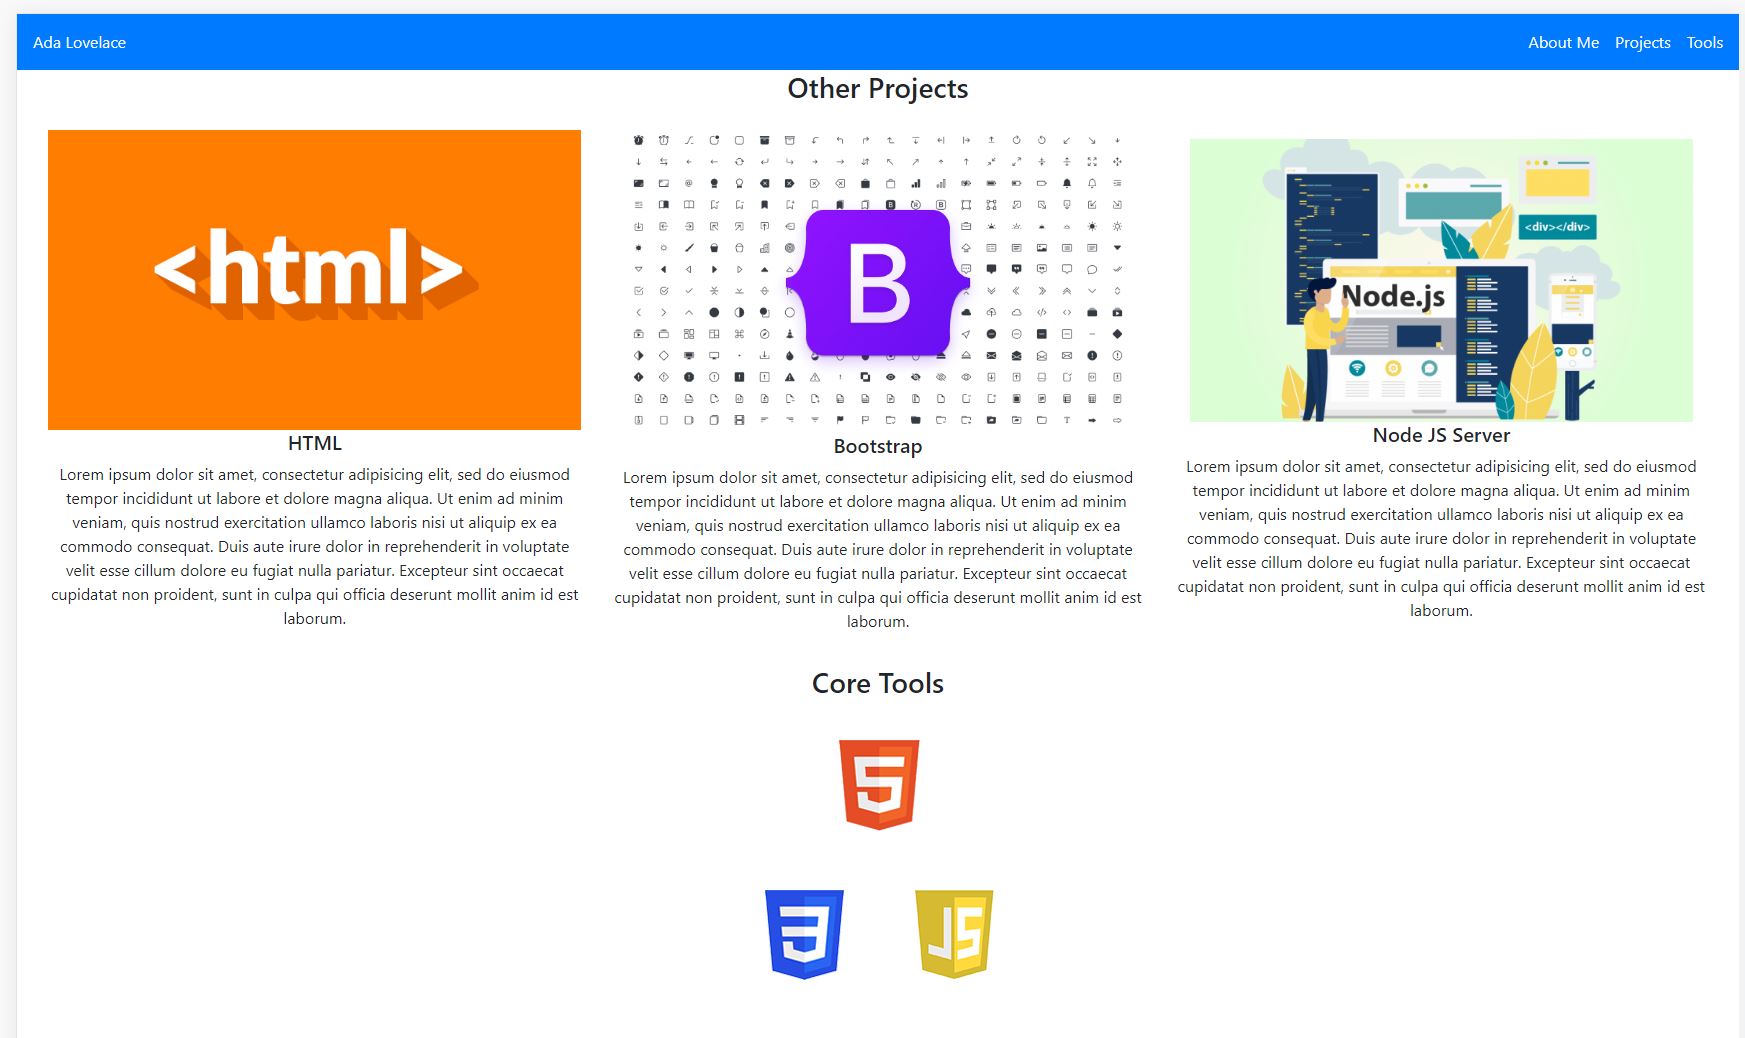 Ada Lovelace
About Me Projects Tools
Other Projects
<html>
B
<div></div>
Node.js
HTML
Lorem ipsum dolor sit amet, consectetur adipisicing elit, sed do eiusmod
tempor incididunt ut labore et dolore magna aliqua. Ut enim ad minim
veniam, quis nostrud exercitation ullamco laboris nisi ut aliquip ex ea
commodo consequat. Duis aute irure dolor in reprehenderit in voluptate
velit esse cillum dolore eu fugiat nulla pariatur. Excepteur sint occaecat
cupidatat non proident, sunt in culpa qui officia deserunt mollit anim id est
laborum.
Bootstrap
Lorem ipsum dolor sit amet, consectetur adipisicing elit, sed do eiusmod
tempor incididunt ut labore et dolore magna aliqua. Ut enim ad minim
veniam, quis nostrud exercitation ullamco laboris nisi ut aliquip ex ea
commodo consequat. Duis aute irure dolor in reprehenderit in voluptate
velit esse cillum dolore eu fugiat nulla pariatur. Excepteur sint occaecat
cupidatat non proident, sunt in culpa qui officia deserunt mollit anim id est
laborum.
Node JS Server
Lorem ipsum dolor sit amet, consectetur adipisicing elit, sed do eiusmod
tempor incididunt ut labore et dolore magna aliqua. Ut enim ad minim
veniam, quis nostrud exercitation ullamco laboris nisi ut aliquip ex ea
commodo consequat. Duis aute irure dolor in reprehenderit in voluptate
velit esse cillum dolore eu fugiat nulla pariatur. Excepteur sint occaecat
cupidatat non proident, sunt in culpa qui officia deserunt mollit anim id est
laborum.
Core Tools
5
3
JS